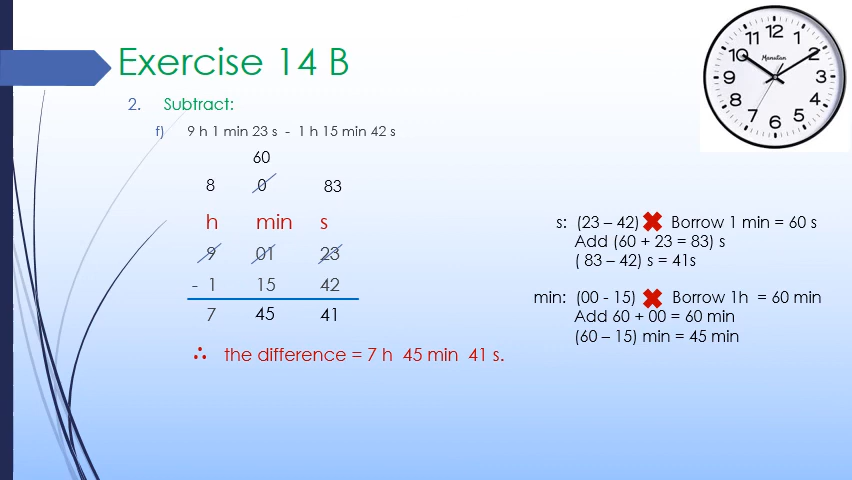 Exercise 14 B
2. Subtract:
f) 9 h 1 min 23 s - 1 h 15 min 42 s
60
8 0 83
h min s
9 01 23
- 1 15 42
7 45 41
∴ the difference = 7 h 45 min 41 s.
s: (23 – 42) ✖ Borrow 1 min = 60 s
Add (60 + 23 = 83) s
( 83 – 42) s = 41s
min: (00 - 15) ✖ Borrow 1h = 60 min
Add 60 + 00 = 60 min
(60 – 15) min = 45 min
12
11 1
10 2
9 3
8 4
7 5
6